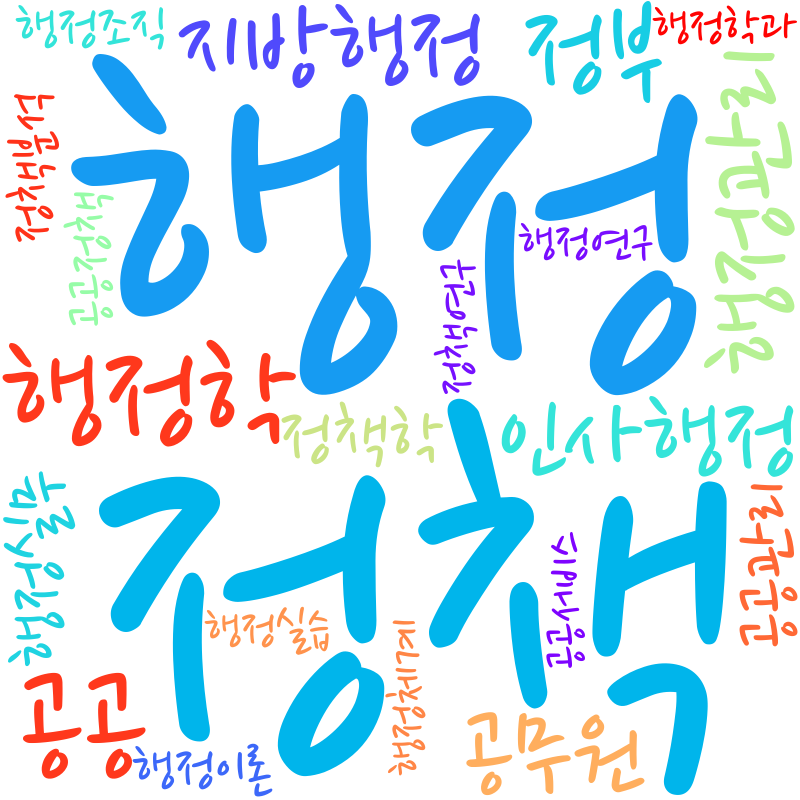 행정조직
지방행정
정부
행정학과
행정
정책분석
공공정책
행정관리
행정연구
정책연구
행정학
정책학
인사행정
정책
행정실무
공공관리
공서비스
행정실습
행정체계
공공
행정이론
공무원